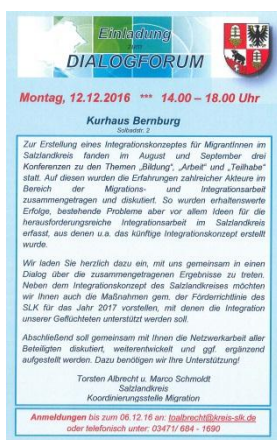 Einladung
zum
DIALOGFORUM
Montag, 12.12.2016 *** 14.00 – 18.00 Uhr
Kurhaus Bernburg
Solbadstr. 2
Zur Erstellung eines Integrationskonzeptes für MigrantInnen im
Salzlandkreis fanden im August und September drei
Konferenzen zu den Themen „Bildung", „Arbeit" und „Teilhabe"
statt. Auf diesen wurden die Erfahrungen zahlreicher Akteure im
Bereich der Migrations- und Integrationsarbeit
zusammengetragen und diskutiert. So wurden erhaltenswerte
Erfolge, bestehende Probleme aber vor allem Ideen für die
herausforderungsreiche Integrationsarbeit im Salzlandkreis
erfasst, aus denen u.a. das künftige Integrationskonzept erstellt
wurde.
Wir laden Sie herzlich dazu ein, mit uns gemeinsam in einen
Dialog über die zusammengetragenen Ergebnisse zu treten.
Neben dem Integrationskonzept des Salzlandkreises möchten
wir Ihnen auch die Maßnahmen gem. der Förderrichtlinie des
SLK für das Jahr 2017 vorstellen, mit denen die Integration
unserer Geflüchteten unterstützt werden soll.
Abschließend soll gemeinsam mit Ihnen die Netzwerkarbeit aller
Beteiligten diskutiert, weiterentwickelt und ggf. ergänzend
aufgestellt werden. Dazu benötigen wir Ihre Unterstützung!
Torsten Albrecht u. Marco Schmoldt
Salzlandkreis
Koordinierungsstelle Migration
Anmeldungen bis zum 06.12.16 an: toalbrecht@kreis-slk.de
oder telefonisch unter: 03471/ 684 - 1690